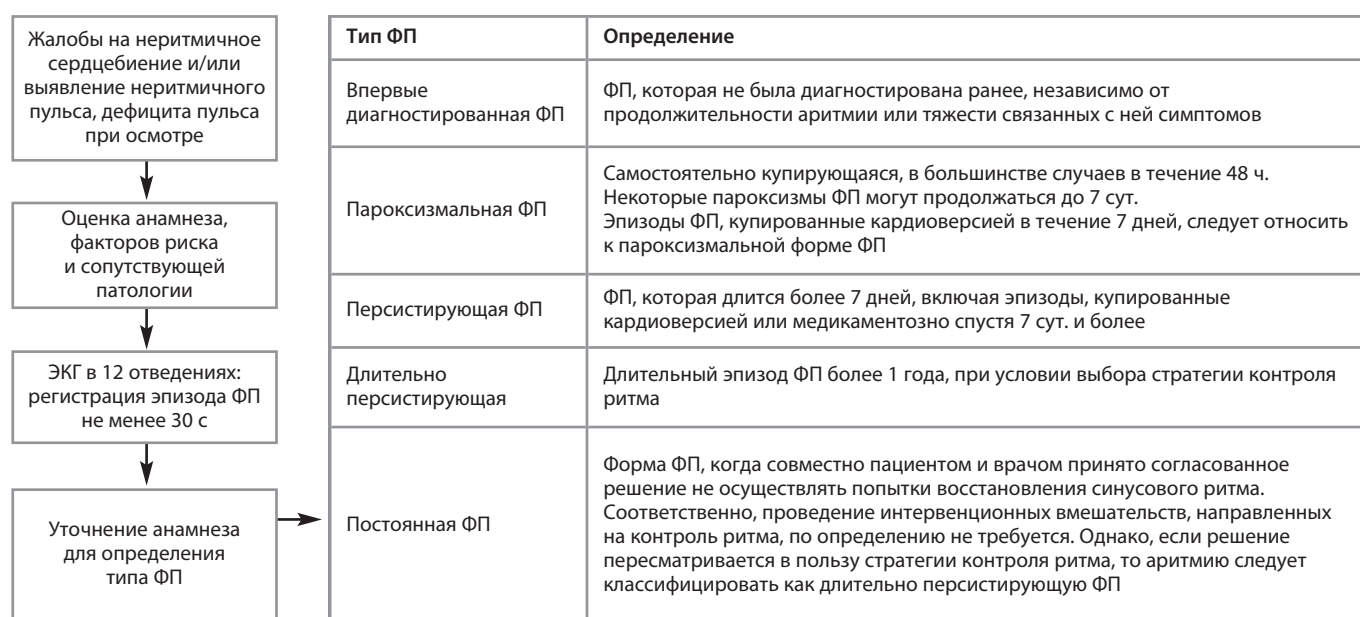 Жалобы на неритмичное
сердцебиение и/или
выявление неритмичного
пульса, дефицита пульса
при осмотре
Оценка анамнеза,
факторов риска
и сопутствующей
патологии
ЭКГ в 12 отведениях:
регистрация эпизода ФП
не менее 30 с
Уточнение анамнеза
для определения
типа ФП
Тип ФП
Определение
Впервые
диагностированная ФП
ФП, которая не была диагностирована ранее, независимо от
продолжительности аритмии или тяжести связанных с ней симптомов
Пароксизмальная ФП
Самостоятельно купирующаяся, в большинстве случаев в течение 48 ч.
Некоторые пароксизмы ФП могут продолжаться до 7 сут.
Эпизоды ФП, купированные кардиоверсией в течение 7 дней, следует относить
к пароксизмальной форме ФП
Персистирующая ФП
ФП, которая длится более 7 дней, включая эпизоды, купированные
кардиоверсией или медикаментозно спустя 7 сут. и более
Длительно
персистирующая
Длительный эпизод ФП более 1 года, при условии выбора стратегии контроля
ритма
Постоянная ФП
Форма ФП, когда совместно пациентом и врачом принято согласованное
решение не осуществлять попытки восстановления синусового ритма.
Соответственно, проведение интервенционных вмешательств, направленных
на контроль ритма, по определению не требуется. Однако, если решение
пересматривается в пользу стратегии контроля ритма, то аритмию следует
классифицировать как длительно персистирующую ФП